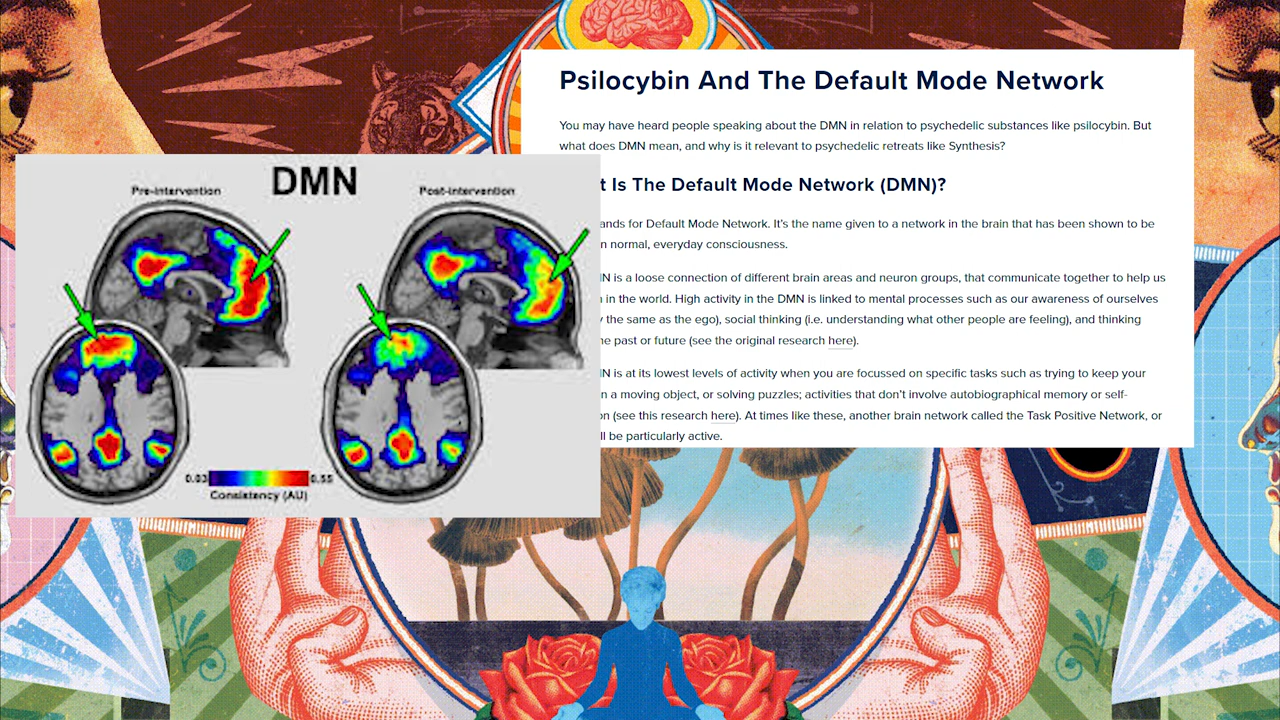 DMN
Pre-intervention
Post-intervention
0.03
0.55
Consistency (AU)
Psilocybin And The Default Mode Network
You may have heard people speaking about the DMN in relation to psychedelic substances like psilocybin. But
what does DMN mean, and why is it relevant to psychedelic retreats like Synthesis?
t Is The Default Mode Network (DMN)?
ands for Default Mode Network. It's the name given to a network in the brain that has been shown to be
n normal, everyday consciousness.
N is a loose connection of different brain areas and neuron groups, that communicate together to help us
in the world. High activity in the DMN is linked to mental processes such as our awareness of ourselves
y the same as the ego), social thinking (i.e. understanding what other people are feeling), and thinking
ne past or future (see the original research here).
N is at its lowest levels of activity when you are focussed on specific tasks such as trying to keep your
n a moving object, or solving puzzles; activities that don't involve autobiographical memory or self-
on (see this research here). At times like these, another brain network called the Task Positive Network, or
ll be particularly active.